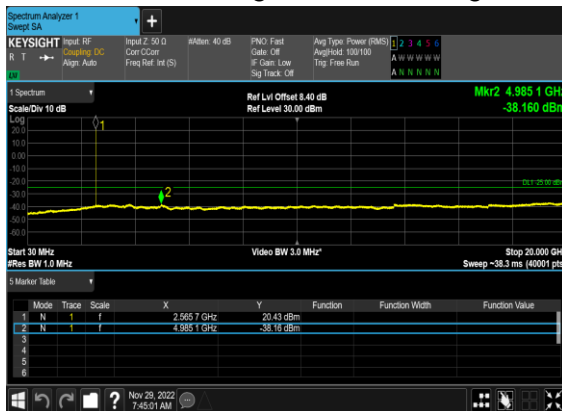 Spectrum Analyzer 1
Swept SA
KEYSIGHT Input: RF Input Z: 50 Ω #Atten: 40 dB PNO: Fast Avg Type: Power (RMS) 1 2 3 4 5 6
R T Coupling: DC Corr CCorr Gate: Off Avg|Hold: 100/100 A W W W W W
Align: Auto Freq Ref: Int (S) IF Gain: Low Trig: Free Run
Sig Track: Off A N N N N N
LXI
1 Spectrum Ref Lvl Offset 8.40 dB Mkr2 4.985 1 GHz
Scale/Div 10 dB Ref Level 30.00 dBm -38.160 dBm
Log
20.0
10.0
0.00
-10.0
-20.0
-30.0
-40.0
-50.0
-60.0
1
2
DL1 -25.00 dBm
Start 30 MHz Video BW 3.0 MHz* Stop 20.000 GHz
#Res BW 1.0 MHz Sweep ~38.3 ms (40001 pts)
5 Marker Table
Mode Trace Scale X Y Function Function Width Function Value
1 N 1 f 2.565 7 GHz 20.43 dBm
2 N 1 f 4.985 1 GHz -38.16 dBm
3
4
5
6
? Nov 29, 2022
7:45:01 AM